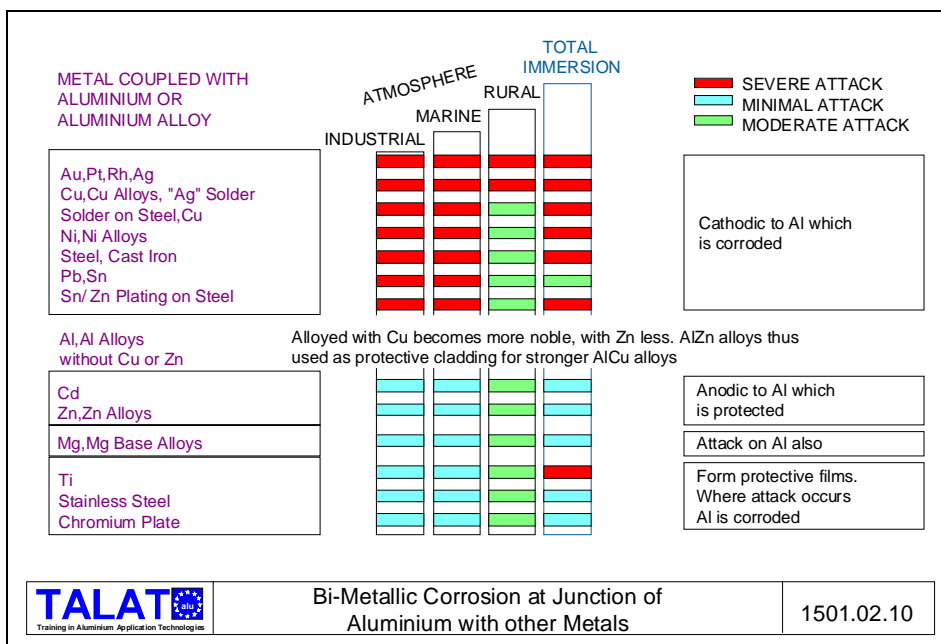 METAL COUPLED WITH
ALUMINIUM OR
ALUMINIUM ALLOY
ATMOSPHERE
INDUSTRIAL
MARINE
RURAL
TOTAL
IMMERSION
SEVERE ATTACK
MINIMAL ATTACK
MODERATE ATTACK
Au,Pt,Rh,Ag
Cu,Cu Alloys, "Ag" Solder
Solder on Steel,Cu
Ni,Ni Alloys
Steel, Cast Iron
Pb,Sn
Sn/ Zn Plating on Steel
Cathodic to Al which
is corroded
Al,Al Alloys
without Cu or Zn
Alloyed with Cu becomes more noble, with Zn less. AlZn alloys thus
used as protective cladding for stronger AlCu alloys
Cd
Zn,Zn Alloys
Anodic to Al which
is protected
Mg,Mg Base Alloys
Attack on Al also
Ti
Stainless Steel
Chromium Plate
Form protective films.
Where attack occurs
Al is corroded
TALAT
alu
Training in Aluminium Application Technologies
Bi-Metallic Corrosion at Junction of
Aluminium with other Metals
1501.02.10